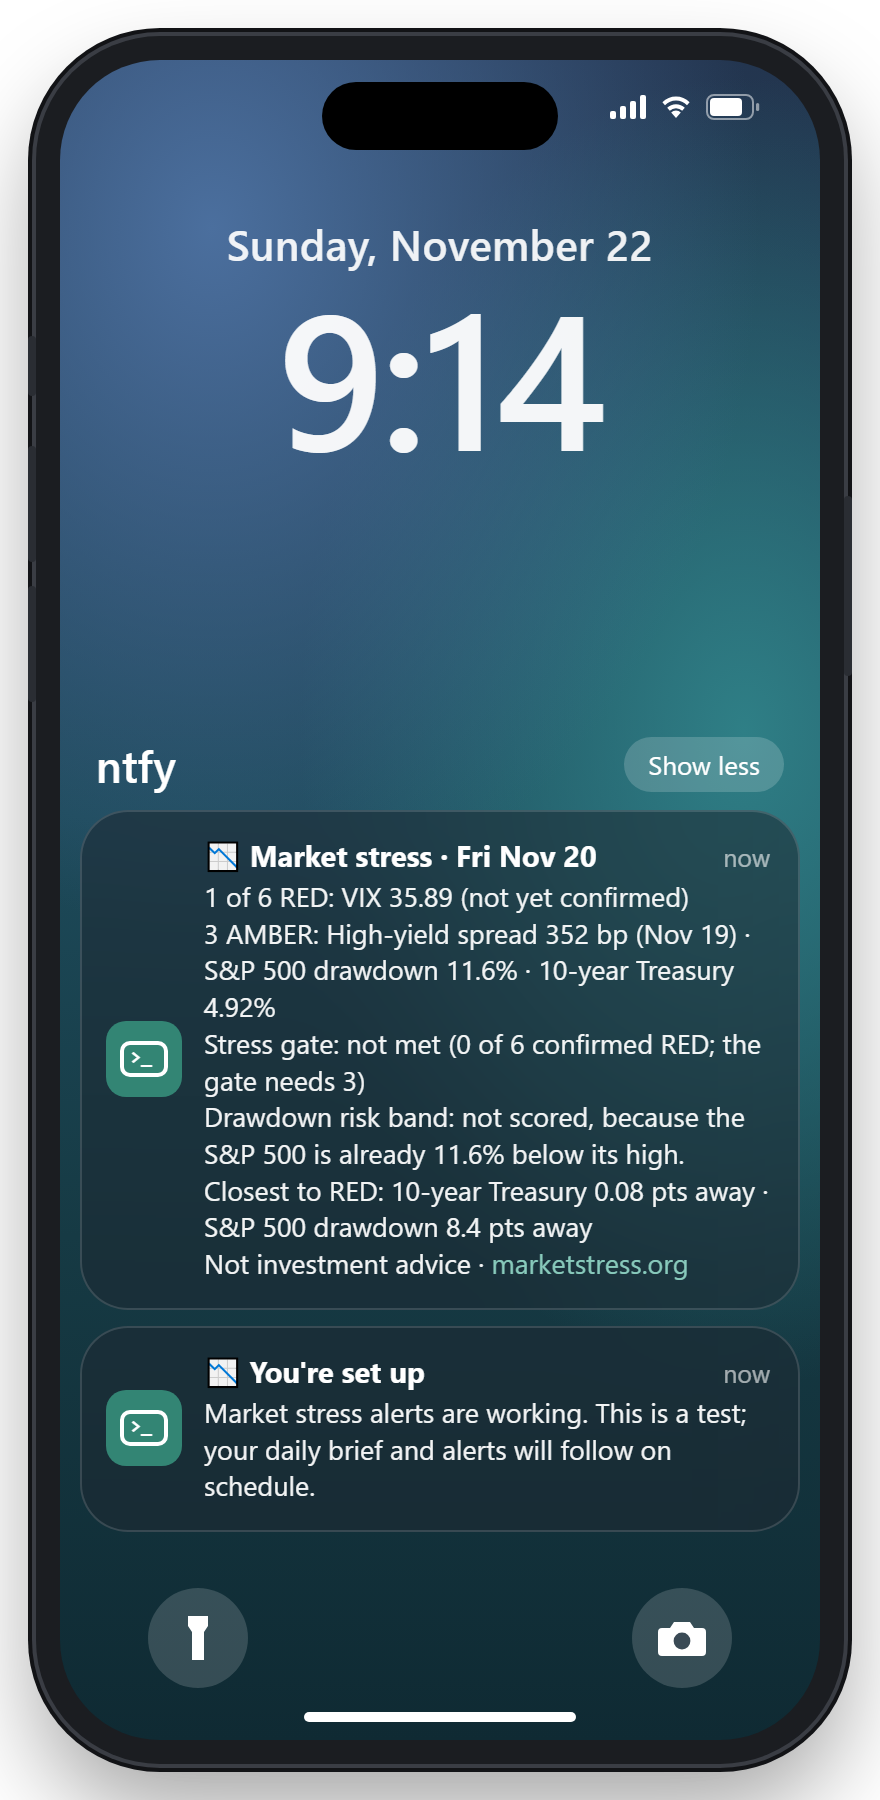 Sunday, November 22
9:14
ntfy
Show less
Market stress · Fri Nov 20
now
1 of 6 RED: VIX 35.89 (not yet confirmed)
3 AMBER: High-yield spread 352 bp (Nov 19) ·
S&P 500 drawdown 11.6% · 10-year Treasury
4.92%
Stress gate: not met (0 of 6 confirmed RED; the
gate needs 3)
Drawdown risk band: not scored, because the
S&P 500 is already 11.6% below its high.
Closest to RED: 10-year Treasury 0.08 pts away ·
S&P 500 drawdown 8.4 pts away
Not investment advice · marketstress.org
You're set up
now
Market stress alerts are working. This is a test;
your daily brief and alerts will follow on
schedule.